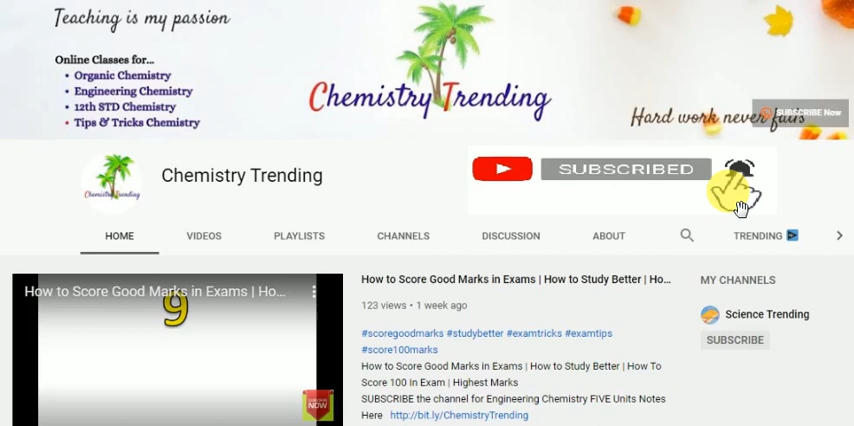 Teaching is my passion
Online Classes for...
• Organic Chemistry
• Engineering Chemistry
• 12th STD Chemistry
• Tips & Tricks Chemistry
Chemistry Trending
Hard work never fails
SUBSCRIBE Now
Chemistry Trending
Chemistry Trending
SUBSCRIBED
HOME VIDEOS PLAYLISTS CHANNELS DISCUSSION ABOUT TRENDING
How to Score Good Marks in Exams | Ho...
9
SUBSCRIBE NOW
How to Score Good Marks in Exams | How to Study Better | Ho...
123 views • 1 week ago
#scoregoodmarks #studybetter #examtricks #examtips
#score100marks
How to Score Good Marks in Exams | How to Study Better | How To
Score 100 In Exam | Highest Marks
SUBSCRIBE the channel for Engineering Chemistry FIVE Units Notes
Here http://bit.ly/ChemistryTrending
MY CHANNELS
Science Trending
SUBSCRIBE